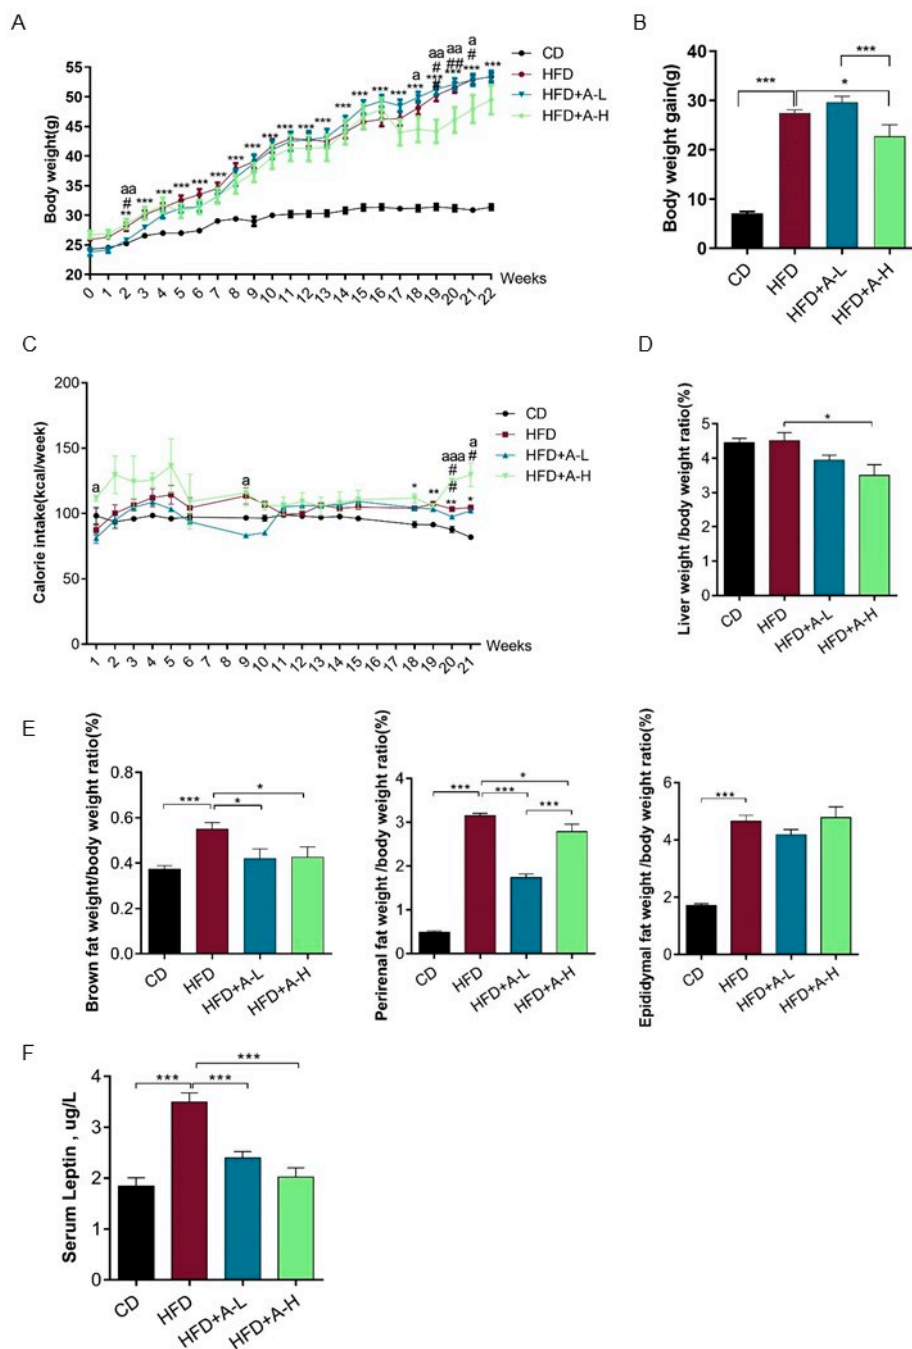 A
Body weight(g)
55
50
45
40
35
30
25
20
0 1 2 3 4 5 6 7 8 9 10 11 12 13 14 15 16 17 18 19 20 21 22
Weeks
CD
HFD
HFD+A-L
HFD+A-H
aa
#
**
*** *** *** *** *** *** *** *** *** *** *** *** *** *** ***
a
***
aa
#
***
#
aa
##
***
a
#
***
***
B
Body weight gain(g)
40
30
20
10
0
***
***
*
CD HFD HFD+A-L HFD+A-H
C
Calorie intake(kcal/week)
200
150
100
50
0
1 2 3 4 5 6 7 8 9 10 11 12 13 14 15 16 17 18 19 20 21
Weeks
CD
HFD
HFD+A-L
HFD+A-H
a
a
*
**
aaa
#
#
**
a
#
*
D
Liver weight /body weight ratio(%)
5
4
3
2
1
0
*
CD HFD HFD+A-L HFD+A-H
E
Brown fat weight/body weight ratio(%)
0.8
0.6
0.4
0.2
0.0
***
*
*
CD HFD HFD+A-L HFD+A-H
Perirenal fat weight /body weight ratio(%)
4
3
2
1
0
***
***
*
***
CD HFD HFD+A-L HFD+A-H
Epididymal fat weight /body weight ratio(%)
6
4
2
0
***
CD HFD HFD+A-L HFD+A-H
F
Serum Leptin , ug/L
4
3
2
1
0
***
***
***
CD HFD HFD+A-L HFD+A-H